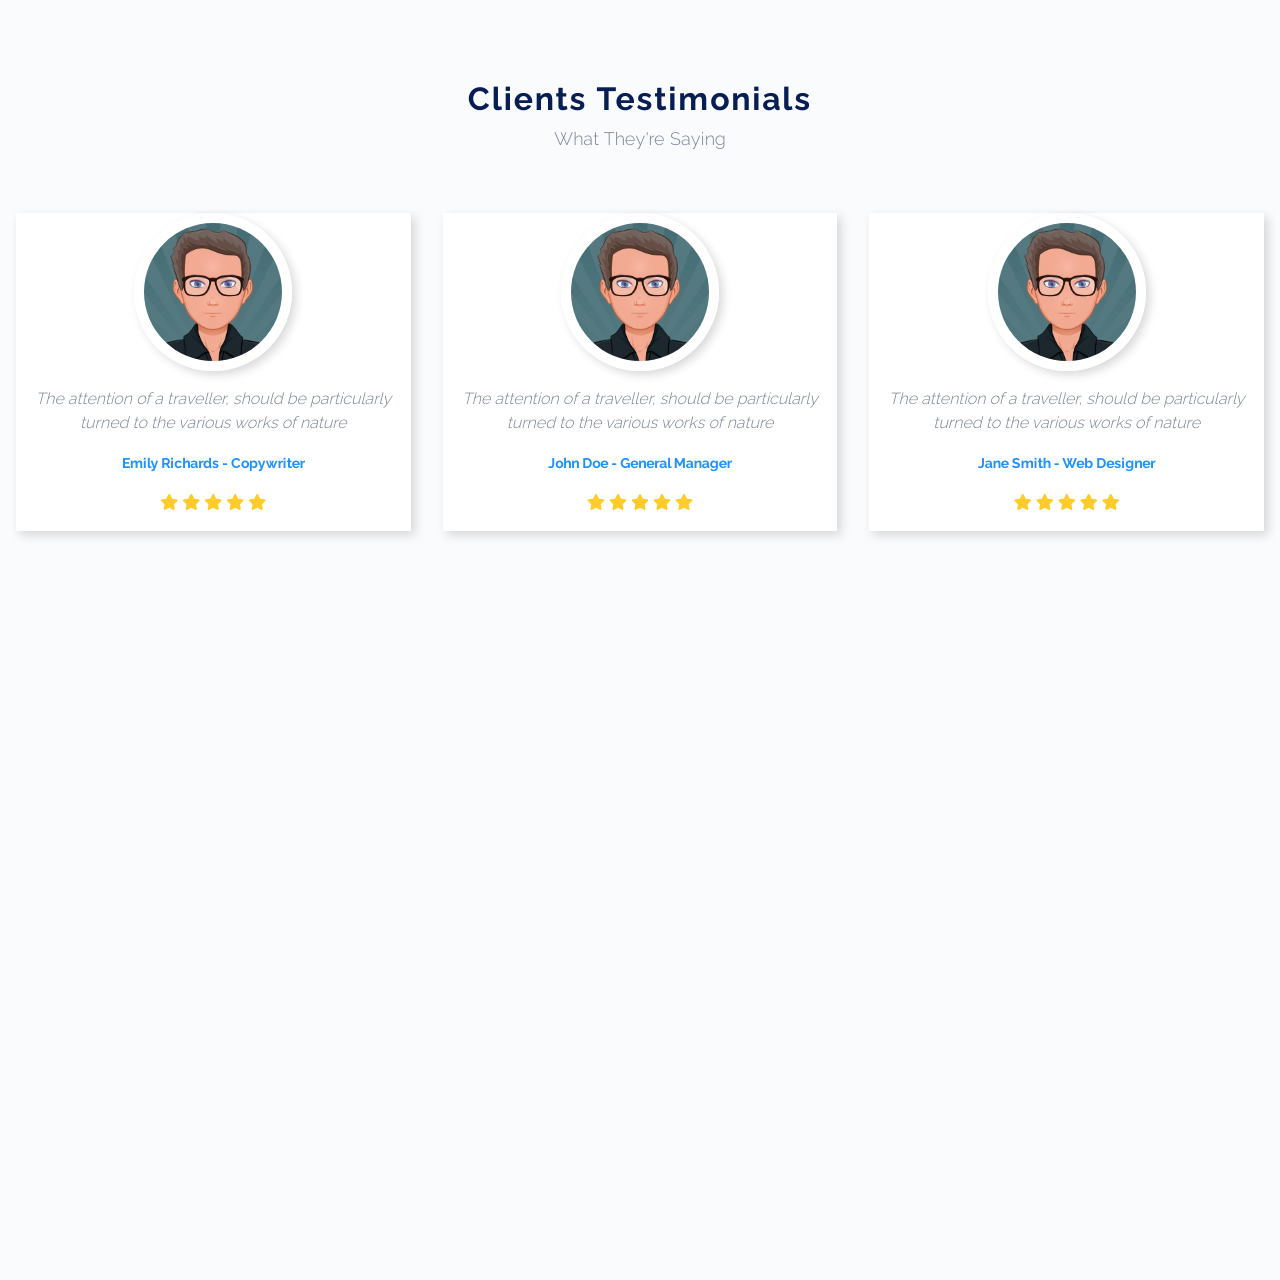 Clients Testimonials
What They're Saying
The attention of a traveller, should be particularly
turned to the various works of nature
Emily Richards - Copywriter
The attention of a traveller, should be particularly
turned to the various works of nature
John Doe - General Manager
The attention of a traveller, should be particularly
turned to the various works of nature
Jane Smith - Web Designer